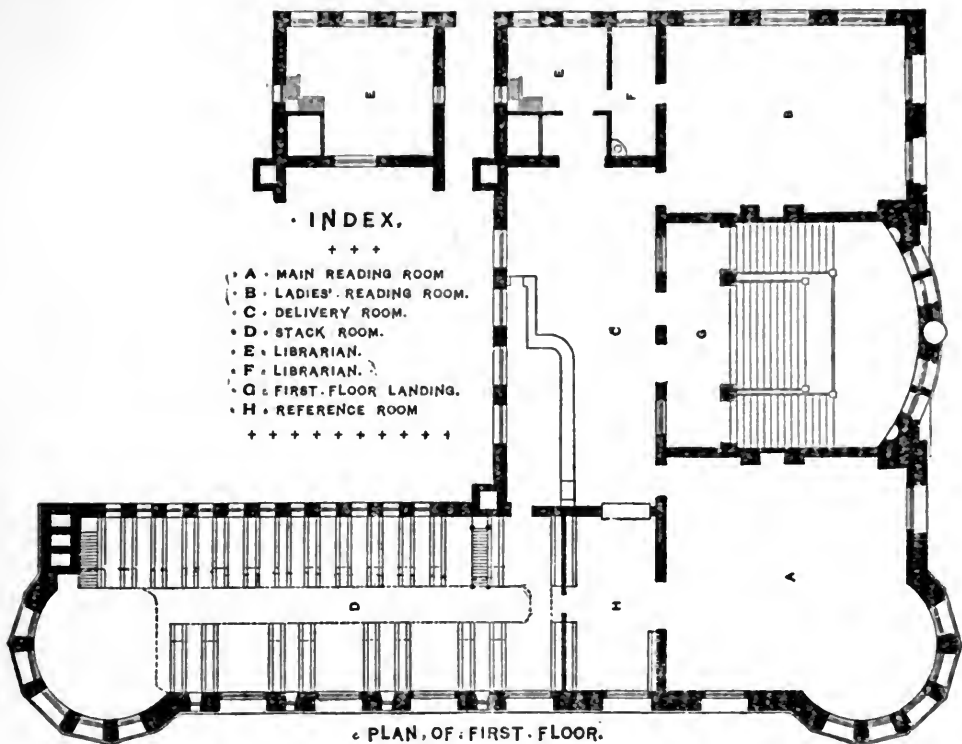 E
E
F
B
· INDEX.
+ + +
· A · MAIN READING ROOM
· B · LADIES' READING ROOM.
· C · DELIVERY ROOM.
· D · STACK ROOM.
· E · LIBRARIAN.
· F · LIBRARIAN.
· G · FIRST·FLOOR LANDING.
· H · REFERENCE ROOM
+ + + + + + + + + +
C
G
D
H
A
PLAN, OF FIRST · FLOOR.